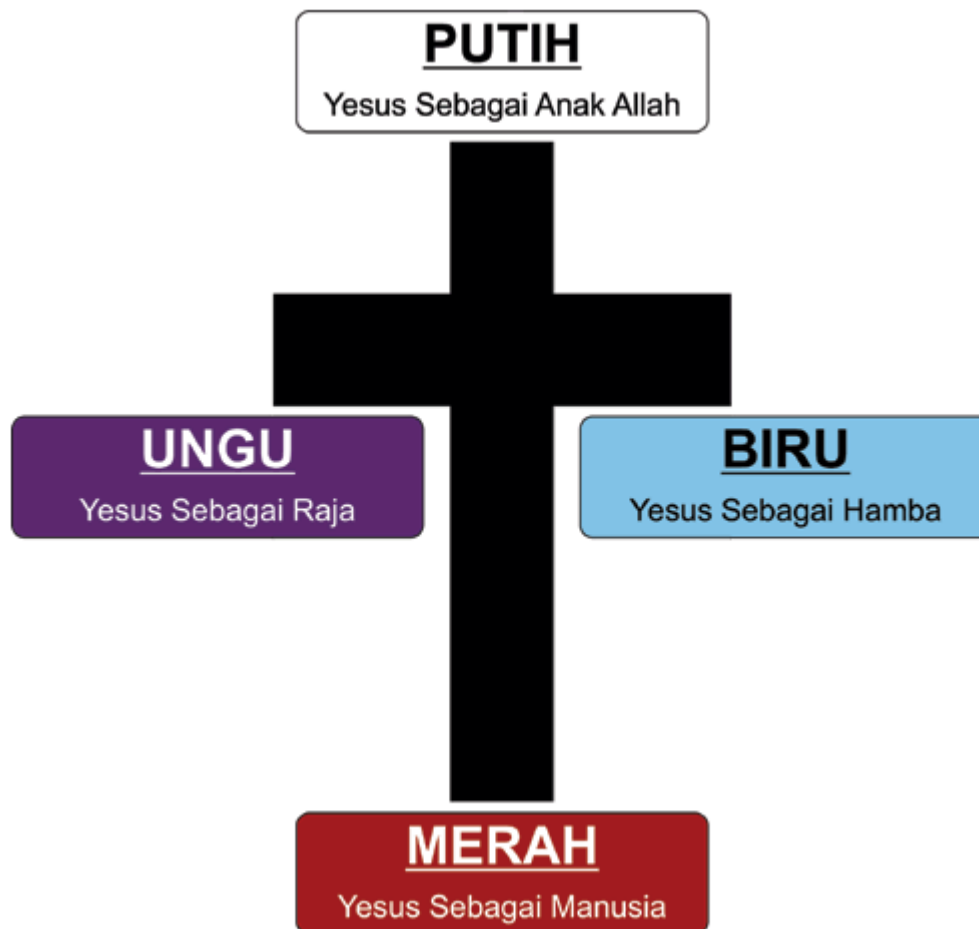 PUTIH
Yesus Sebagai Anak Allah
UNGU
Yesus Sebagai Raja
BIRU
Yesus Sebagai Hamba
MERAH
Yesus Sebagai Manusia